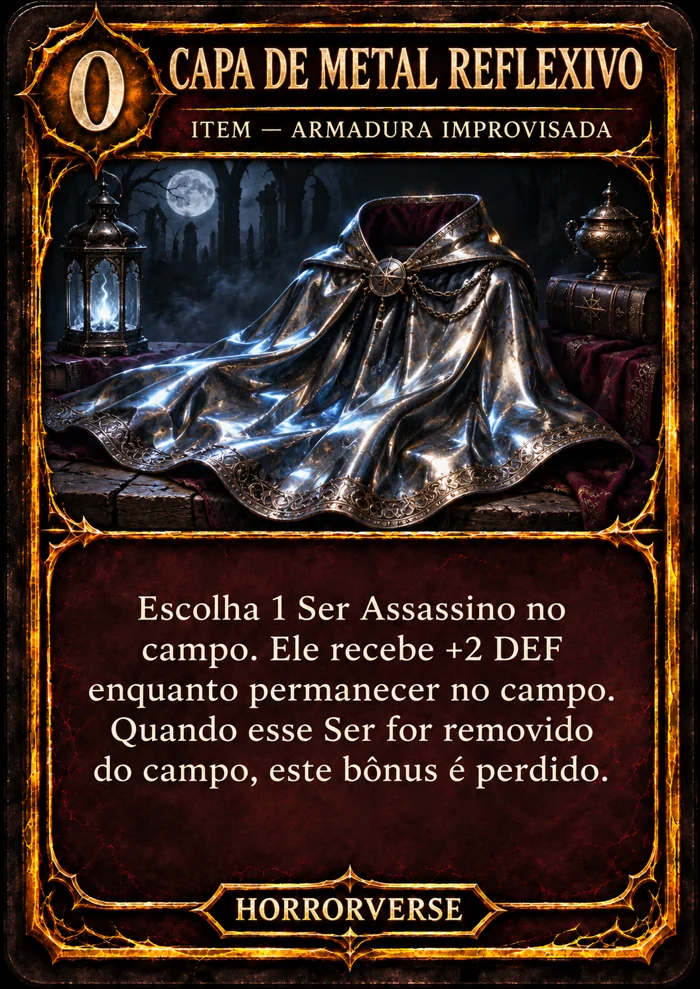 0
CAPA DE METAL REFLEXIVO
ITEM — ARMADURA IMPROVISADA
Escolha 1 Ser Assassino no
campo. Ele recebe +2 DEF
enquanto permanecer no campo.
Quando esse Ser for removido
do campo, este bônus é perdido.
HORRORVERSE